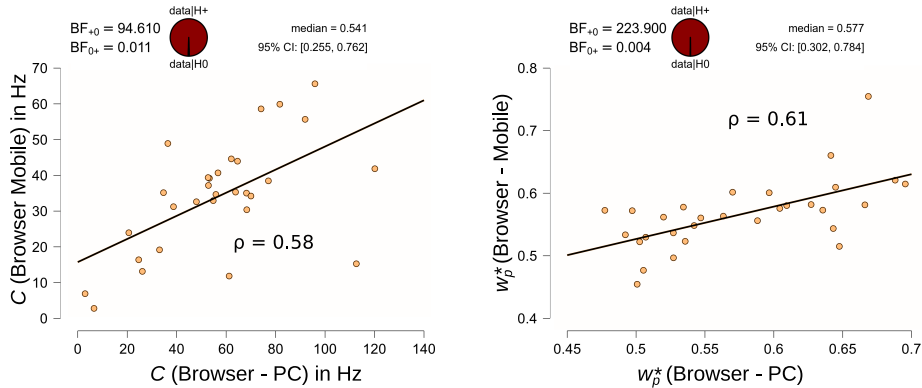 data|H+
BF+0 = 94.610
BF0+ = 0.011
median = 0.541
95% CI: [0.255, 0.762]
data|H0
70
60
50
40
30
20
10
0
C (Browser Mobile) in Hz
ρ = 0.58
0 20 40 60 80 100 120 140
C (Browser - PC) in Hz
data|H+
BF+0 = 223.900
BF0+ = 0.004
median = 0.577
95% CI: [0.302, 0.784]
data|H0
0.8
0.7
0.6
0.5
0.4
w*p (Browser - Mobile)
ρ = 0.61
0.45 0.5 0.55 0.6 0.65 0.7
w*p (Browser - PC)